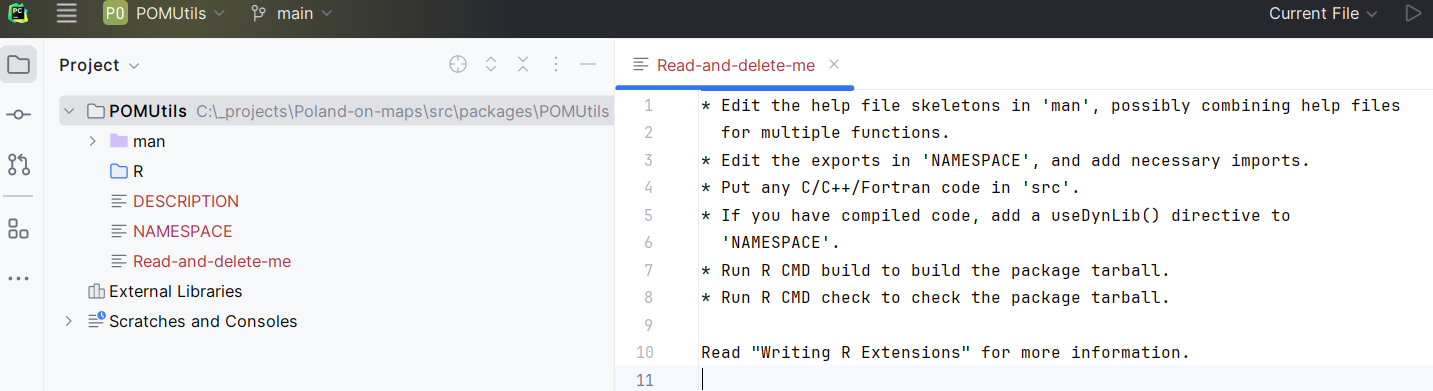 PC PO POMUtils main Current File
Project
POMUtils C:\_projects\Poland-on-maps\src\packages\POMUtils
man
R
DESCRIPTION
NAMESPACE
Read-and-delete-me
External Libraries
Scratches and Consoles
Read-and-delete-me
1 * Edit the help file skeletons in 'man', possibly combining help files
2 for multiple functions.
3 * Edit the exports in 'NAMESPACE', and add necessary imports.
4 * Put any C/C++/Fortran code in 'src'.
5 * If you have compiled code, add a useDynLib() directive to
6 'NAMESPACE'.
7 * Run R CMD build to build the package tarball.
8 * Run R CMD check to check the package tarball.
9
10 Read "Writing R Extensions" for more information.
11